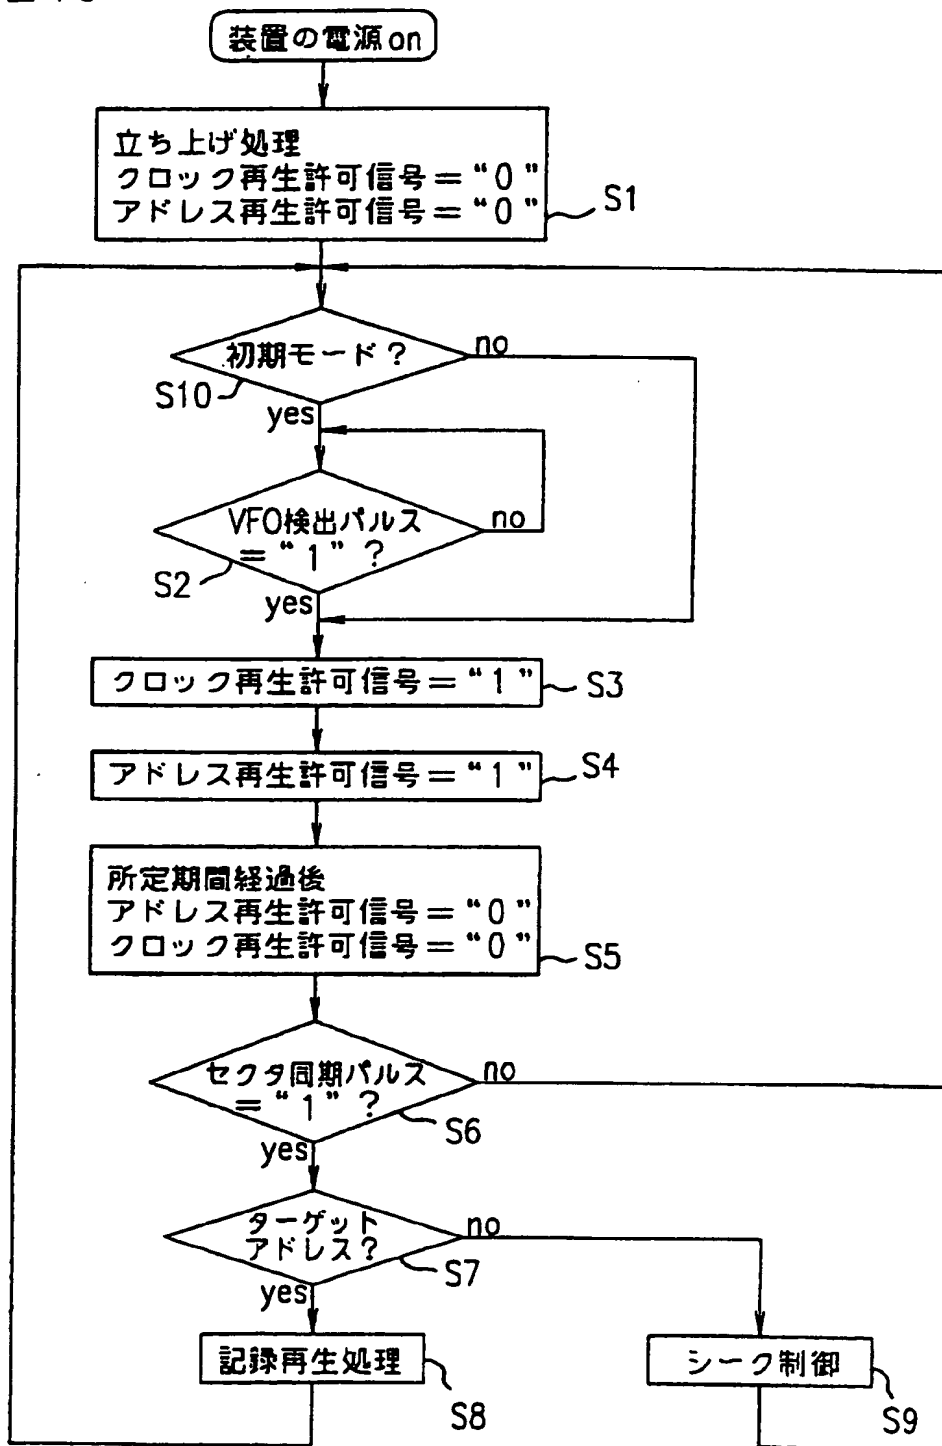 装置の電源on
立ち上げ処理
クロック再生許可信号=“0”
アドレス再生許可信号=“0”
S1
初期モード?
no
S10
yes
VFO検出パルス
=“1”?
no
S2
yes
クロック再生許可信号=“1”
S3
アドレス再生許可信号=“1”
S4
所定期間経過後
アドレス再生許可信号=“0”
クロック再生許可信号=“0”
S5
セクタ同期パルス
=“1”?
no
S6
yes
ターゲット
アドレス?
no
S7
yes
記録再生処理
S8
シーク制御
S9